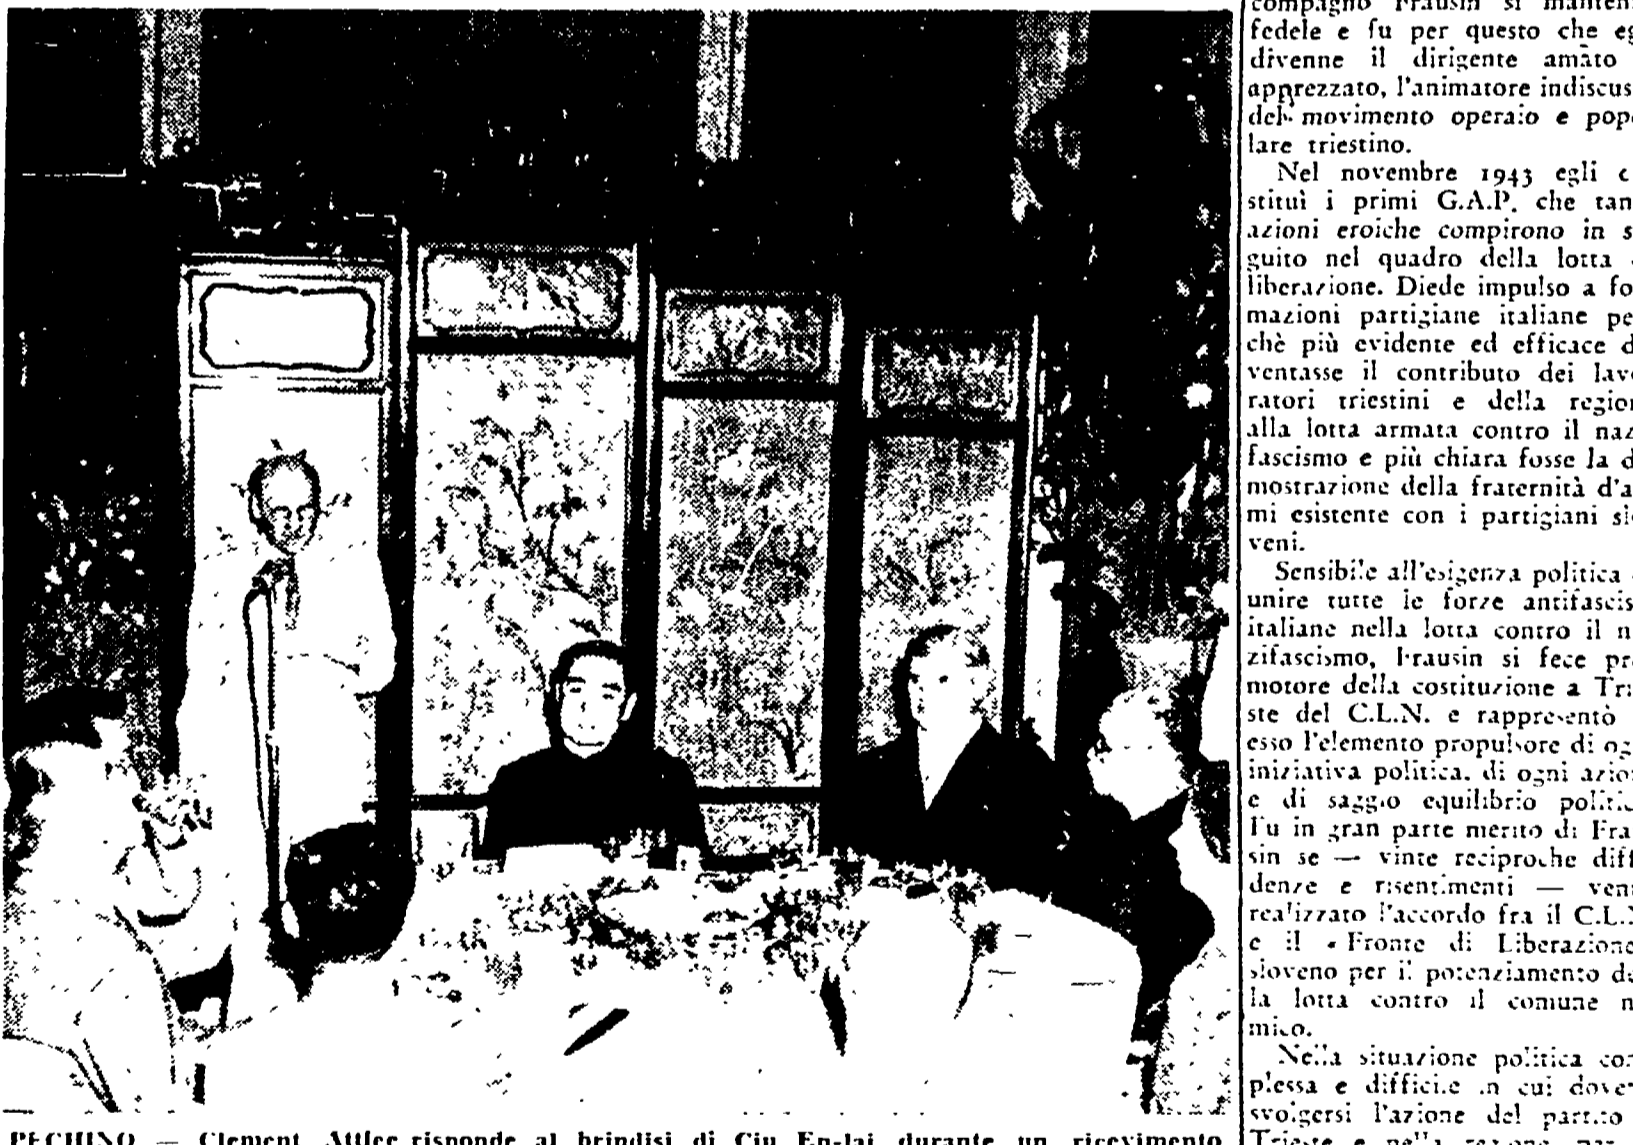 PECHINO — Clement Attlee risponde al brindisi di Ciu En-lai durante un ricevimento
compagno Frausin si manten
fedele e fu per questo che eg
divenne il dirigente amato
apprezzato, l'animatore indiscus
del movimento operaio e popo
lare triestino.
Nel novembre 1943 egli c
stituì i primi G.A.P. che tan
azioni eroiche compirono in s
guito nel quadro della lotta
liberazione. Diede impulso a fo
mazioni partigiane italiane pe
chè più evidente ed efficace d
ventasse il contributo dei lav
ratori triestini e della region
alla lotta armata contro il naz
fascismo e più chiara fosse la d
mostrazione della fraternità d'a
mi esistente con i partigiani sl
veni.
Sensibile all'esigenza politica
unire tutte le forze antifascis
italiane nella lotta contro il n
zifascismo, Frausin si fece pr
motore della costituzione a Tri
ste del C.L.N. e rappresentò
esso l'elemento propulsore di og
iniziativa politica, di ogni azio
e di saggio equilibrio politic
Fu in gran parte merito di Fra
sin se — vinte reciproche diff
denze e risentimenti — ven
realizzato l'accordo fra il C.L.
e il « Fronte di Liberazione
sloveno per il potenziamento de
la lotta contro il comune n
mico.
Nella situazione politica com
plessa e difficile in cui dove
svolgersi l'azione del partito
Trieste e nella